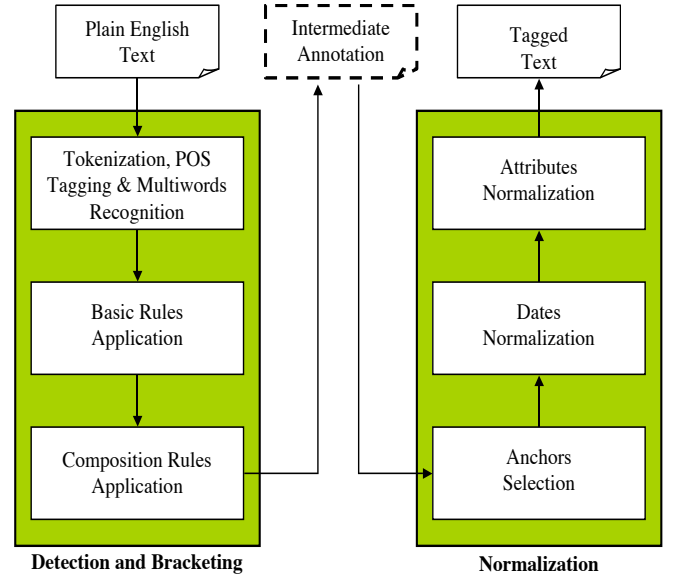 Plain English
Text
Tokenization, POS
Tagging & Multiwords
Recognition
Basic Rules
Application
Composition Rules
Application
Detection and Bracketing
Intermediate
Annotation
Anchors
Selection
Dates
Normalization
Attributes
Normalization
Tagged
Text
Normalization